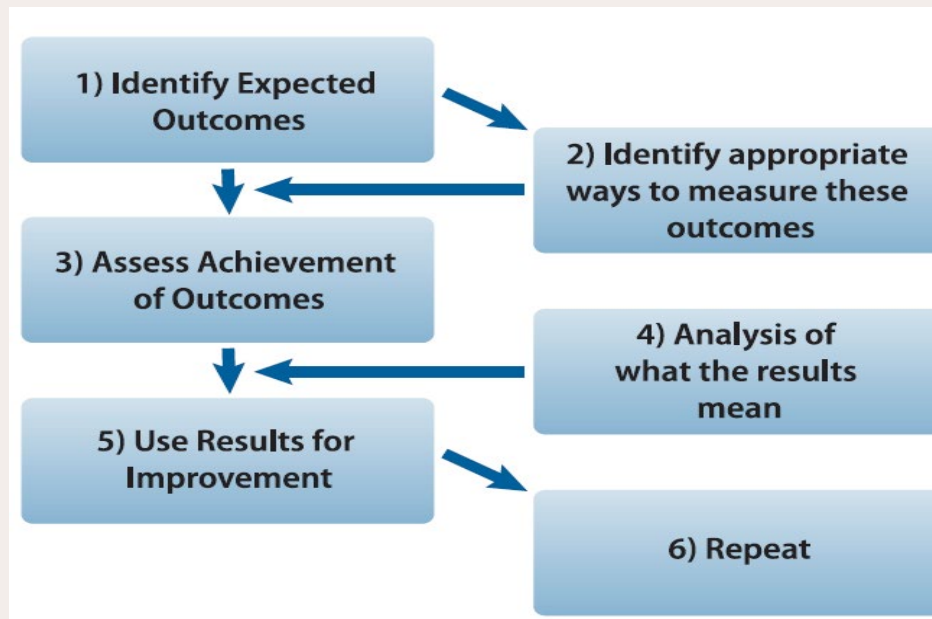 1) Identify Expected
Outcomes
2) Identify appropriate
ways to measure these
outcomes
3) Assess Achievement
of Outcomes
4) Analysis of
what the results
mean
5) Use Results for
Improvement
6) Repeat